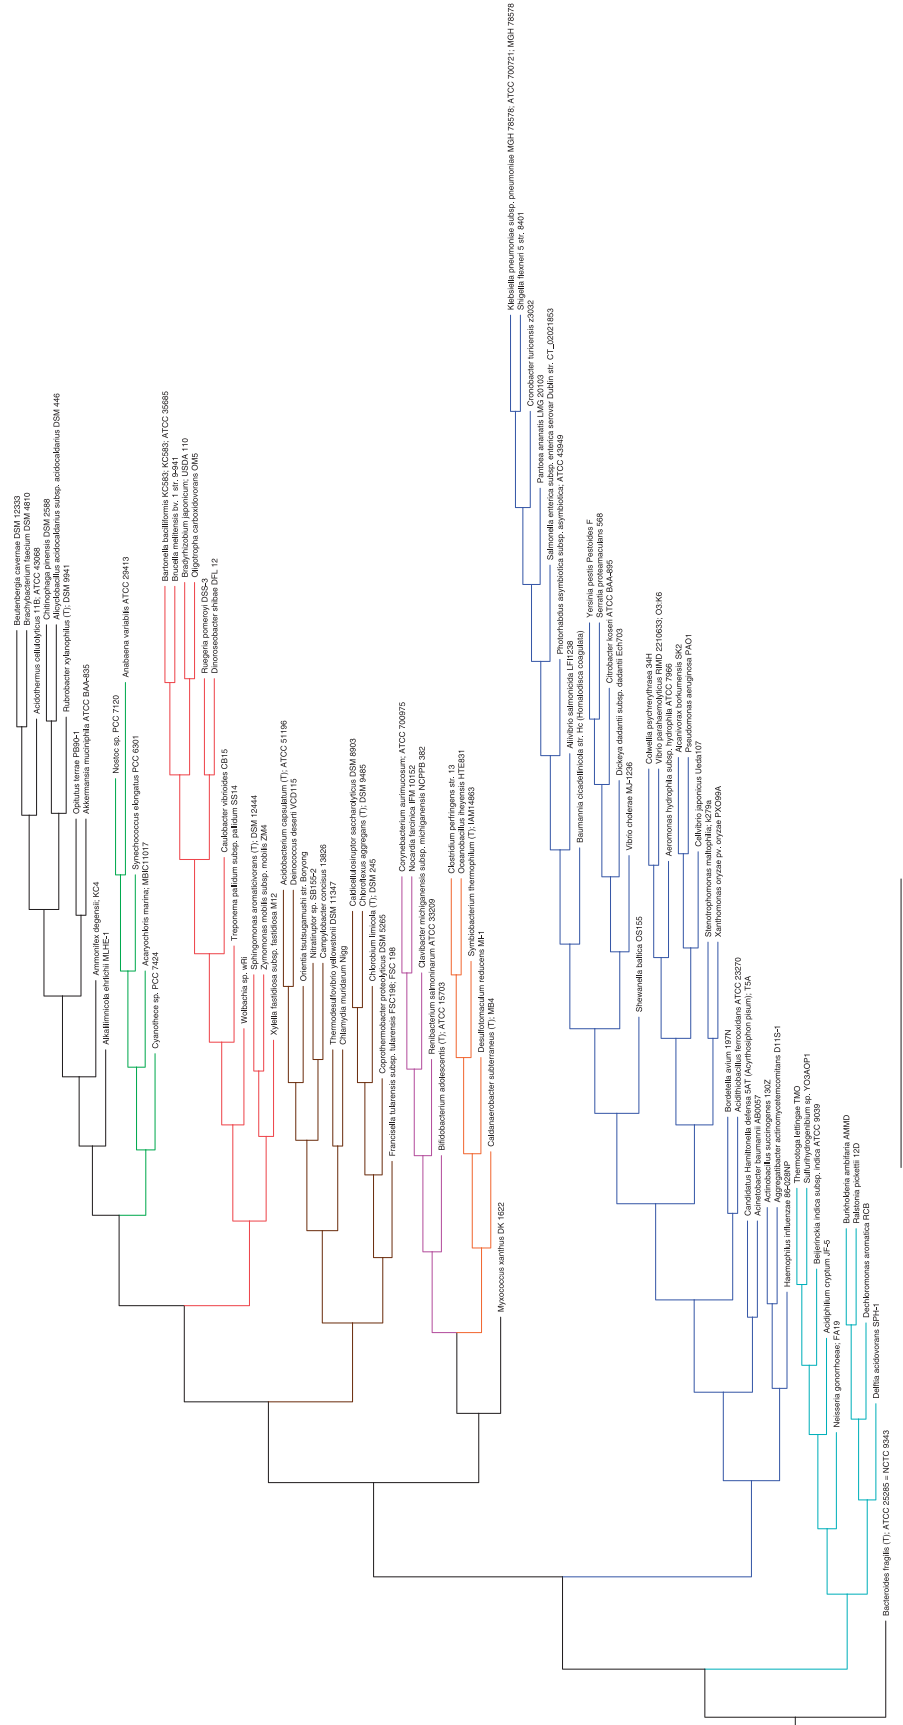 Beutenbergia cavernae DSM 12333
Brachybacterium faecium DSM 4810
Acidothermus cellulolyticus 11B; ATCC 43068
Chitinophaga pinensis DSM 2588
Alicyclobacillus acidocaldarius subsp. acidocaldarius DSM 446
Rubrobacter xylanophilus (T); DSM 9941
Opitutus terrae PB90-1
Akkermansia muciniphila ATCC BAA-835
Ammonifex degensii; KC4
Alkalilimnicola ehrlichii MLHE-1
Nostoc sp. PCC 7120
Anabaena variabilis ATCC 29413
Synechococcus elongatus PCC 6301
Acaryochloris marina; MBIC11017
Cyanothece sp. PCC 7424
Bartonella bacilliformis KC583; KC583; ATCC 35685
Brucella melitensis bv. 1 str. 9-941
Bradyrhizobium japonicum; USDA 110
Oligotropha carboxidovorans OM5
Ruegeria pomeroyi DSS-3
Dinoroseobacter shibae DFL 12
Caulobacter vibrioides CB15
Treponema pallidum subsp. pallidum SS14
Wolbachia sp. wRi
Sphingomonas aromaticivorans (T); DSM 12444
Zymomonas mobilis subsp. mobilis ZM4
Xylella fastidiosa subsp. fastidiosa M12
Acidobacterium capsulatum (T); ATCC 51196
Deinococcus deserti VCD115
Orientia tsutsugamushi str. Boryong
Nitratiruptor sp. SB155-2
Campylobacter concisus 13826
Thermodesulfovibrio yellowstonii DSM 11347
Chlamydia muridarum Nigg
Caldicellulosiruptor saccharolyticus DSM 8903
Chloroflexus aggregans (T); DSM 9485
Chlorobium limicola (T); DSM 245
Coprothermobacter proteolyticus DSM 5265
Francisella tularensis subsp. tularensis FSC198; FSC 198
Corynebacterium aurimucosum; ATCC 700975
Nocardia farcinica IFM 10152
Clavibacter michiganensis subsp. michiganensis NCPPB 382
Renibacterium salmoninarum ATCC 33209
Bifidobacterium adolescentis (T); ATCC 15703
Clostridium perfringens str. 13
Oceanobacillus iheyensis HTE831
Symbiobacterium thermophilum (T); IAM14863
Desulfotomaculum reducens MI-1
Caldanaerobacter subterraneus (T); MB4
Myxococcus xanthus DK 1622
Klebsiella pneumoniae subsp. pneumoniae MGH 78578; ATCC 700721; MGH 78578
Shigella flexneri 5 str. 8401
Cronobacter turicensis z3032
Pantoea ananatis LMG 20103
Salmonella enterica subsp. enterica serovar Dublin str. CT_02021853
Photorhabdus asymbiotica subsp. asymbiotica; ATCC 43949
Aliivibrio salmonicida LFI1238
Baumannia cicadellinicola str. Hc (Homalodisca coagulata)
Yersinia pestis Pestoides F
Serratia proteamaculans 568
Citrobacter koseri ATCC BAA-895
Dickeya dadantii subsp. dadantii Ech703
Vibrio cholerae MJ-1236
Shewanella baltica OS155
Colwellia psychrerythraea 34H
Vibrio parahaemolyticus RIMD 2210633; O3:K6
Aeromonas hydrophila subsp. hydrophila ATCC 7966
Alcanivorax borkumensis SK2
Pseudomonas aeruginosa PAO1
Cellvibrio japonicus Ueda107
Stenotrophomonas maltophilia; k279a
Xanthomonas oryzae pv. oryzae PXO99A
Bordetella avium 197N
Acidithiobacillus ferrooxidans ATCC 23270
Candidatus Hamiltonella defensa 5AT (Acyrthosiphon pisum); T5A
Acinetobacter baumannii AB0057
Actinobacillus succinogenes 130Z
Aggregatibacter actinomycetemcomitans D11S-1
Haemophilus influenzae 86-028NP
Thermotoga lettingae TMO
Sulfurihydrogenibium sp. YO3AOP1
Beijerinckia indica subsp. indica ATCC 9039
Acidiphilium cryptum JF-5
Neisseria gonorrhoeae; FA19
Burkholderia ambifaria AMMD
Ralstonia pickettii 12D
Dechloromonas aromatica RCB
Delftia acidovorans SPH-1
Bacteroides fragilis (T); ATCC 25285 = NCTC 9343